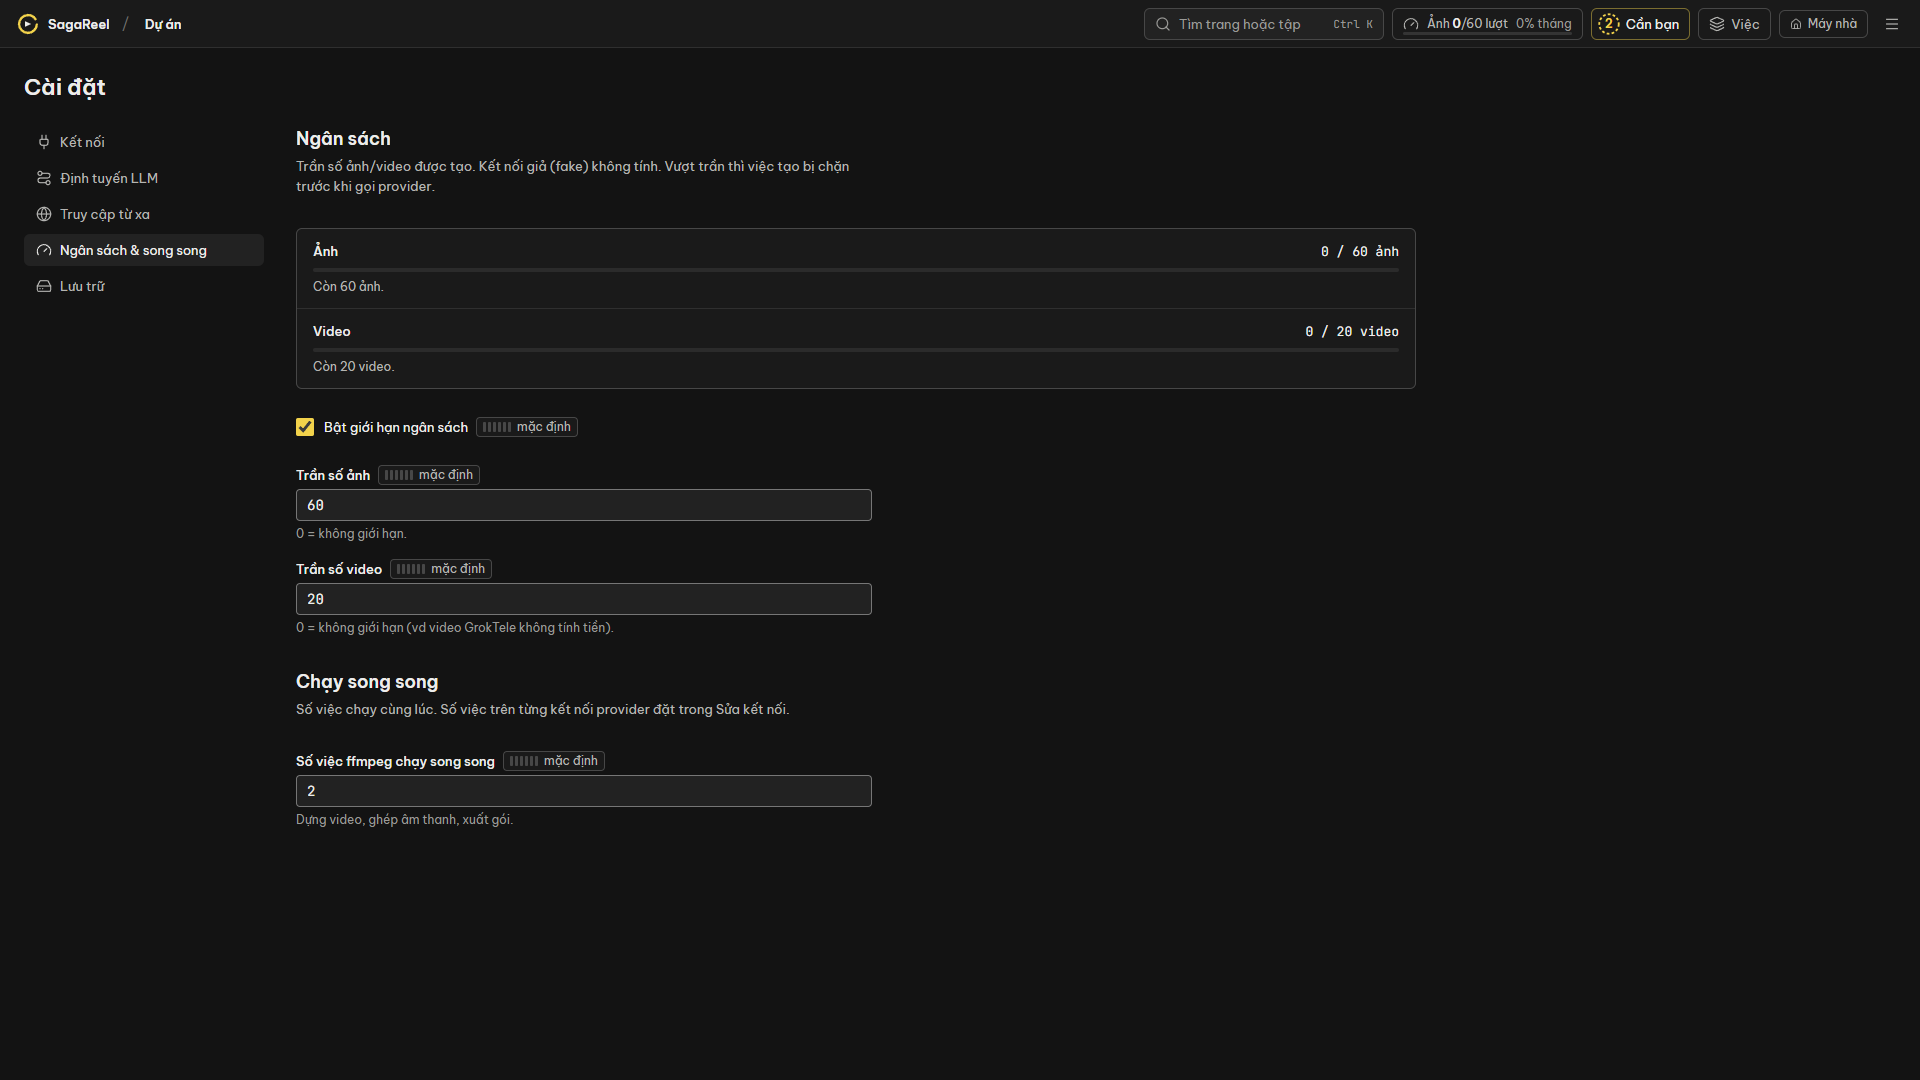 SagaReel / Dự án
Tìm trang hoặc tập Ctrl K
Ảnh 0/60 lượt 0% tháng
2 Cần bạn
Việc
Máy nhà
Cài đặt
Kết nối
Định tuyến LLM
Truy cập từ xa
Ngân sách & song song
Lưu trữ
Ngân sách
Trần số ảnh/video được tạo. Kết nối giả (fake) không tính. Vượt trần thì việc tạo bị chặn
trước khi gọi provider.
Ảnh 0 / 60 ảnh
Còn 60 ảnh.
Video 0 / 20 video
Còn 20 video.
Bật giới hạn ngân sách mặc định
Trần số ảnh mặc định
60
0 = không giới hạn.
Trần số video mặc định
20
0 = không giới hạn (vd video GrokTele không tính tiền).
Chạy song song
Số việc chạy cùng lúc. Số việc trên từng kết nối provider đặt trong Sửa kết nối.
Số việc ffmpeg chạy song song mặc định
2
Dựng video, ghép âm thanh, xuất gói.